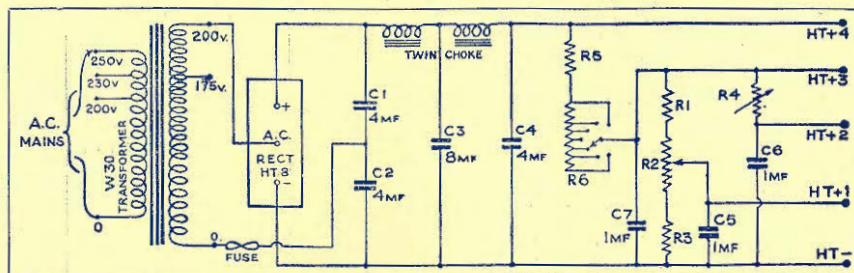 200v.
HT+4
250v
TWIN CHOKE
230v
175v.
R5
HT+3
200v
C1
4MF
R1
R4
A.C.
MAINS
W30
TRANSFORMER
+
A.C.
RECT
HT 8
-
C3
8MF
C4
4MF
R2
HT+2
C2
4MF
R6
C6
1MF
HT+1
C7
1MF
C5
1MF
R3
0
0.
FUSE
HT-